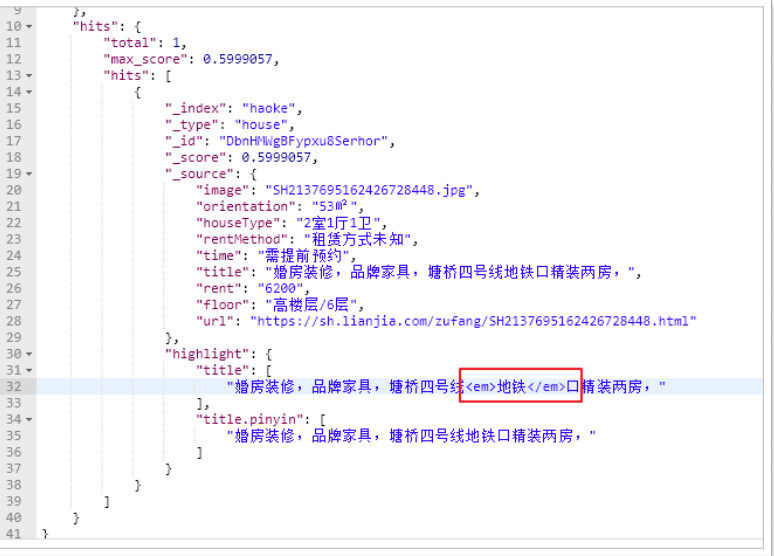 9 },
10 "hits": {
11 "total": 1,
12 "max_score": 0.5999057,
13 "hits": [
14 {
15 "_index": "haoke",
16 "_type": "house",
17 "_id": "DbnHMWgBFypxu8Serhor",
18 "_score": 0.5999057,
19 "_source": {
20 "image": "SH2137695162426728448.jpg",
21 "orientation": "53㎡",
22 "houseType": "2室1厅1卫",
23 "rentMethod": "租赁方式未知",
24 "time": "需提前预约",
25 "title": "婚房装修，品牌家具，塘桥四号线地铁口精装两房，",
26 "rent": "6200",
27 "floor": "高楼层/6层",
28 "url": "https://sh.lianjia.com/zufang/SH2137695162426728448.html"
29 },
30 "highlight": {
31 "title": [
32 "婚房装修，品牌家具，塘桥四号线<em>地铁</em>口精装两房，"
33 ],
34 "title.pinyin": [
35 "婚房装修，品牌家具，塘桥四号线地铁口精装两房，"
36 ]
37 }
38 }
39 ]
40 }
41 }